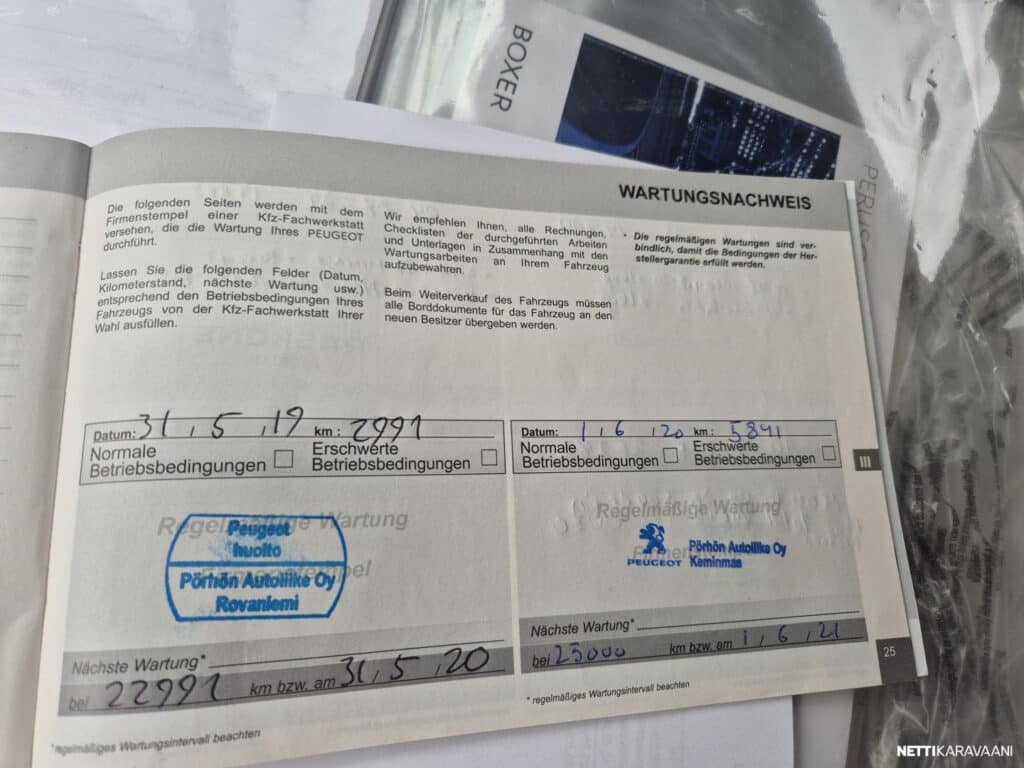 BOXER
PERUS
WARTUNGSNACHWEIS
Die folgenden Seiten werden mit dem
Firmenstempel einer Kfz-Fachwerkstatt
versehen, die die Wartung Ihres PEUGEOT
durchführt.
Lassen Sie die folgenden Felder (Datum,
Kilometerstand, nächste Wartung usw.)
entsprechend den Betriebsbedingungen Ihres
Fahrzeugs von der Kfz-Fachwerkstatt Ihrer
Wahl ausfüllen.
Wir empfehlen Ihnen, alle Rechnungen,
Checklisten der durchgeführten Arbeiten
und Unterlagen in Zusammenhang mit den
Wartungsarbeiten an Ihrem Fahrzeug
aufzubewahren.
Beim Weiterverkauf des Fahrzeugs müssen
alle Borddokumente für das Fahrzeug an den
neuen Besitzer übergeben werden.
* Die regelmäßigen Wartungen sind ver-
bindlich, damit die Bedingungen der Her-
stellergarantie erfüllt werden.
Datum: 31, 5, 19 km: 2991
Normale
Betriebsbedingungen
Erschwerte
Betriebsbedingungen
Regelmäßige Wartung
Peugeot
huolto
Pörhön Autoliike Oy
Rovaniemi
Nächste Wartung*
bei 22991 km bzw. am 31, 5, 20
*regelmäßiges Wartungsintervall beachten
Datum: 1, 6, 20 km: 5841
Normale
Betriebsbedingungen
Erschwerte
Betriebsbedingungen
Regelmäßige Wartung
PEUGEOT
Pörhön Autoliike Oy
Keminmaa
Nächste Wartung*
bei 25000 km bzw. am 1, 6, 21
* regelmäßiges Wartungsintervall beachten
III
25
NETTIKARAVAANI